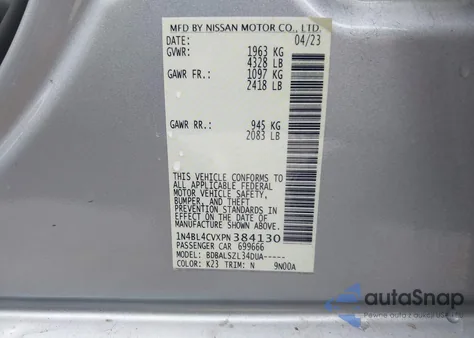 MFD BY NISSAN MOTOR CO., LTD.
DATE: 04/23
GVWR: 1963 KG
4328 LB
GAWR FR.: 1097 KG
2418 LB
GAWR RR.: 945 KG
2083 LB
THIS VEHICLE CONFORMS TO
ALL APPLICABLE FEDERAL
MOTOR VEHICLE SAFETY,
BUMPER, AND THEFT
PREVENTION STANDARDS
IN EFFECT ON THE DATE OF
MANUFACTURE SHOWN ABOVE.
1N4BL4CVXPN384130
PASSENGER CAR 699666
MODEL: BDBALSZL34DUA-----
COLOR: K23 TRIM: N 9N00A
autoSnap